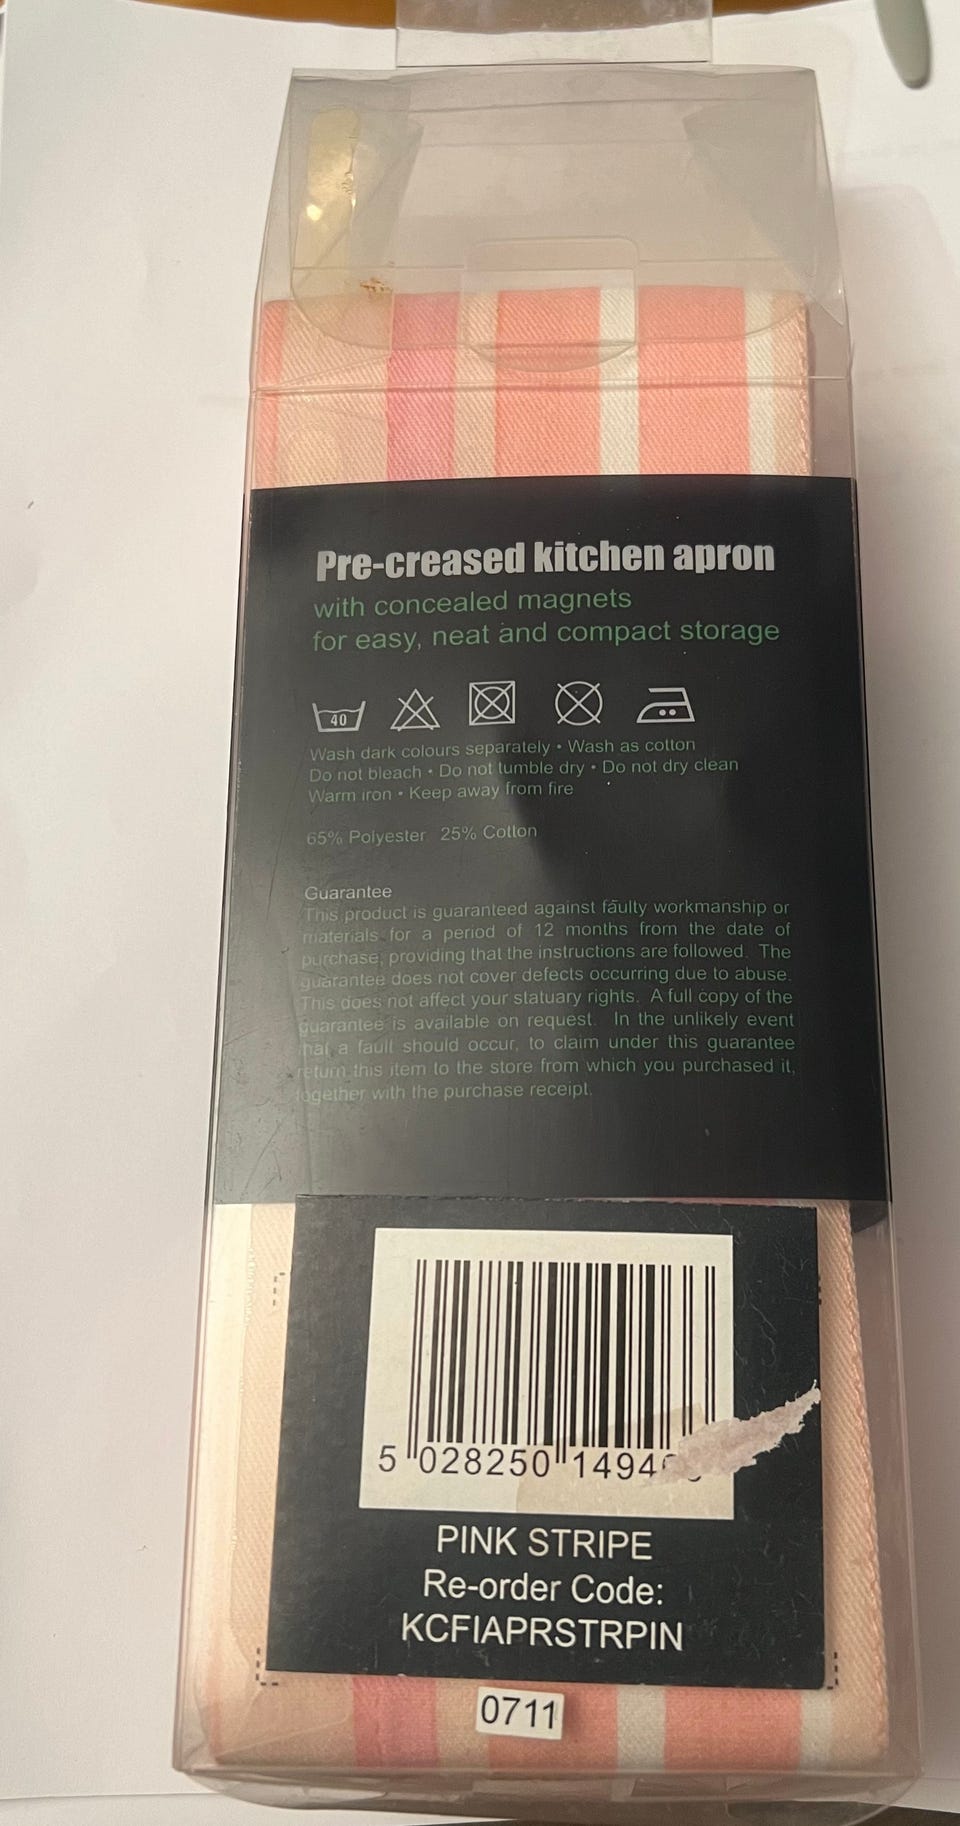 Pre-creased kitchen apron
with concealed magnets
for easy, neat and compact storage
40
Wash dark colours separately • Wash as cotton
Do not bleach • Do not tumble dry • Do not dry clean
Warm iron • Keep away from fire
65% Polyester 25% Cotton
Guarantee
This product is guaranteed against faulty workmanship or
materials for a period of 12 months from the date of
purchase, providing that the instructions are followed. The
guarantee does not cover defects occurring due to abuse.
This does not affect your statuary rights. A full copy of the
guarantee is available on request. In the unlikely event
hat a fault should occur, to claim under this guarantee
return this item to the store from which you purchased it,
ogether with the purchase receipt.
5 028250 1494
PINK STRIPE
Re-order Code:
KCFIAPRSTRPIN
0711